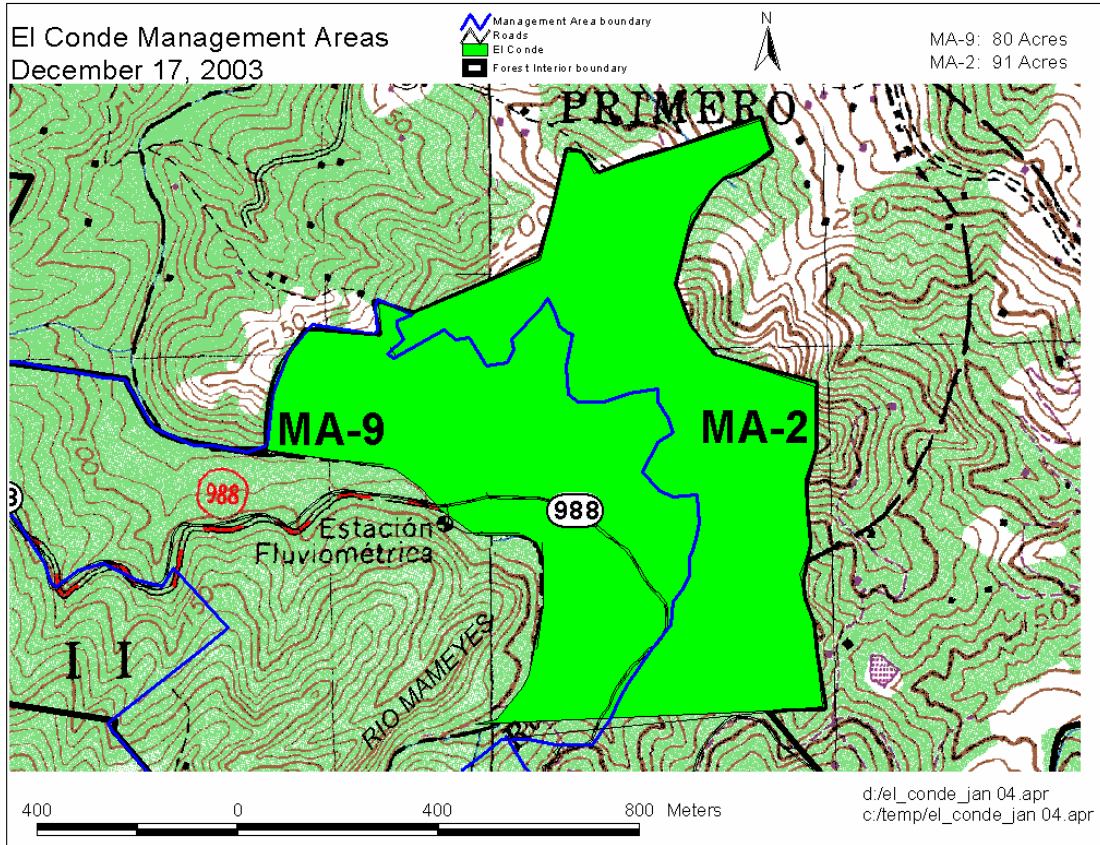 El Conde Management Areas
December 17, 2003
Management Area boundary
Roads
El Conde
Forest Interior boundary
N
MA-9: 80 Acres
MA-2: 91 Acres
PRIMERO
50
200
250
150
MA-9
MA-2
100
988
988
Estación
Fluviométrica
I I
RIO MAMEYES
150
400 0 400 800 Meters
d:/el_conde_jan 04.apr
c:/temp/el_conde_jan 04.apr